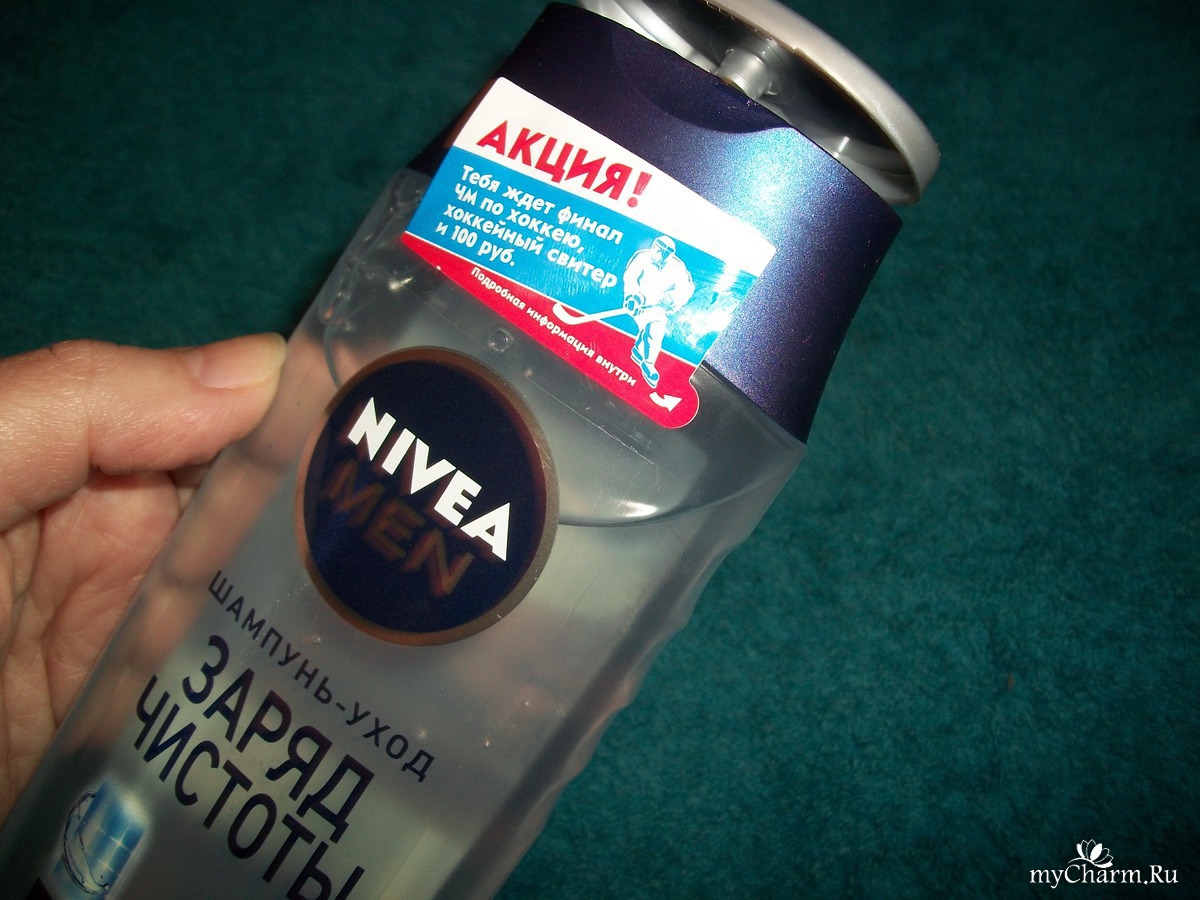 АКЦИЯ!
Тебя ждет финал
ЧМ по хоккею,
хоккейный свитер
и 100 руб.
Подробная информация внутри
NIVEA
MEN
ШАМПУНЬ-УХОД
ЗАРЯД
ЧИСТОТЫ
myCharm.Ru